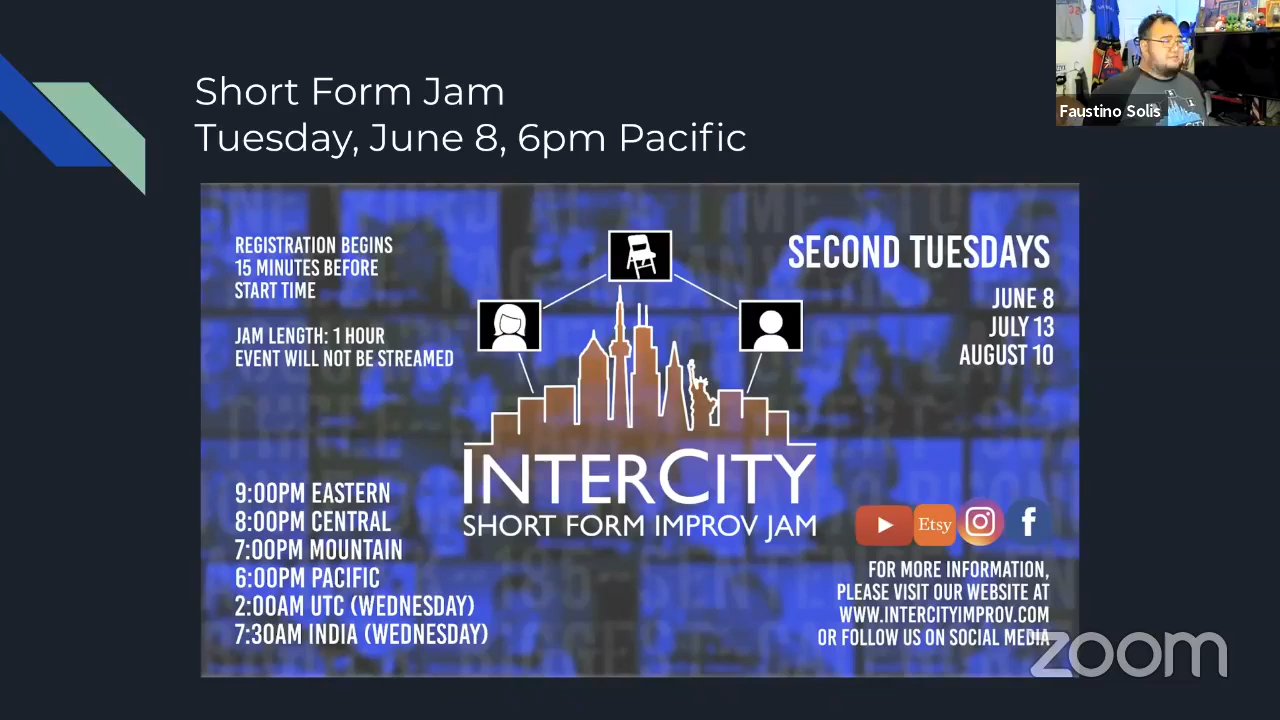 Short Form Jam
Tuesday, June 8, 6pm Pacific
Faustino Solis
REGISTRATION BEGINS
15 MINUTES BEFORE
START TIME
JAM LENGTH: 1 HOUR
EVENT WILL NOT BE STREAMED
SECOND TUESDAYS
JUNE 8
JULY 13
AUGUST 10
INTERCITY
SHORT FORM IMPROV JAM
9:00PM EASTERN
8:00PM CENTRAL
7:00PM MOUNTAIN
6:00PM PACIFIC
2:00AM UTC (WEDNESDAY)
7:30AM INDIA (WEDNESDAY)
Etsy
f
FOR MORE INFORMATION,
PLEASE VISIT OUR WEBSITE AT
WWW.INTERCITYIMPROV.COM
OR FOLLOW US ON SOCIAL MEDIA
zoom